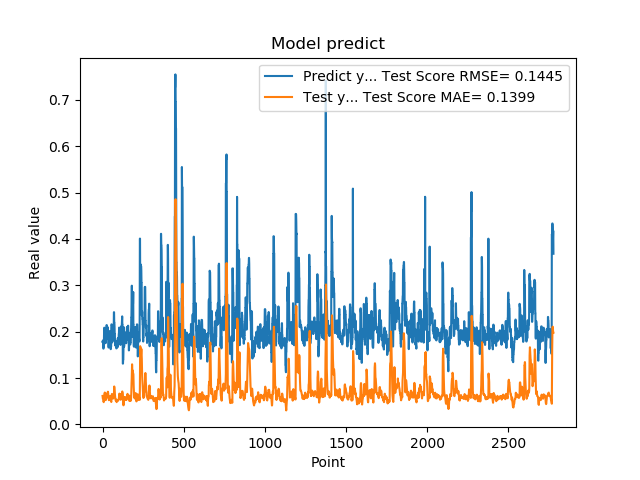 Model predict
Predict y... Test Score RMSE= 0.1445
Test y... Test Score MAE= 0.1399
Real value
0.7
0.6
0.5
0.4
0.3
0.2
0.1
0.0
0 500 1000 1500 2000 2500
Point